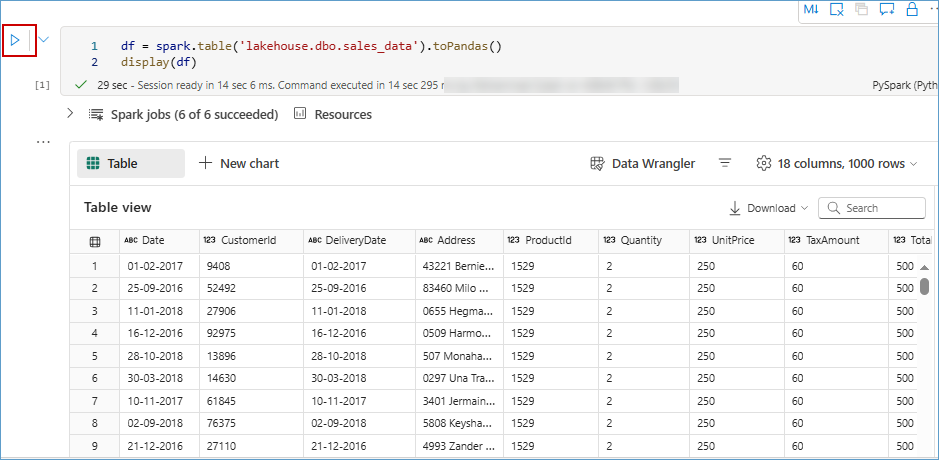 M↓
1 df = spark.table('lakehouse.dbo.sales_data').toPandas()
2 display(df)
[1] 29 sec - Session ready in 14 sec 6 ms. Command executed in 14 sec 295 PySpark (Pyth
Spark jobs (6 of 6 succeeded) Resources
Table New chart Data Wrangler 18 columns, 1000 rows
Table view Download Search
ABC Date 123 CustomerId ABC DeliveryDate ABC Address 123 ProductId 123 Quantity 123 UnitPrice 123 TaxAmount 123 Total
1 01-02-2017 9408 01-02-2017 43221 Bernie... 1529 2 250 60 500
2 25-09-2016 52492 25-09-2016 83460 Milo ... 1529 2 250 60 500
3 11-01-2018 27906 11-01-2018 0655 Hegma... 1529 2 250 60 500
4 16-12-2016 92975 16-12-2016 0509 Harmo... 1529 2 250 60 500
5 28-10-2018 13896 28-10-2018 507 Monaha... 1529 2 250 60 500
6 30-03-2018 14630 30-03-2018 0297 Una Tra... 1529 2 250 60 500
7 10-11-2017 61845 10-11-2017 3401 Jermain... 1529 2 250 60 500
8 02-09-2018 76375 02-09-2018 5808 Keysha... 1529 2 250 60 500
9 21-12-2016 27110 21-12-2016 4993 Zander ... 1529 2 250 60 500